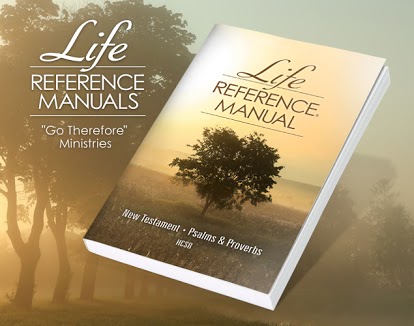 Life
REFERENCE
MANUALS
"Go Therefore"
Ministries
Life
REFERENCE
MANUAL®
New Testament • Psalms & Proverbs
HCSB